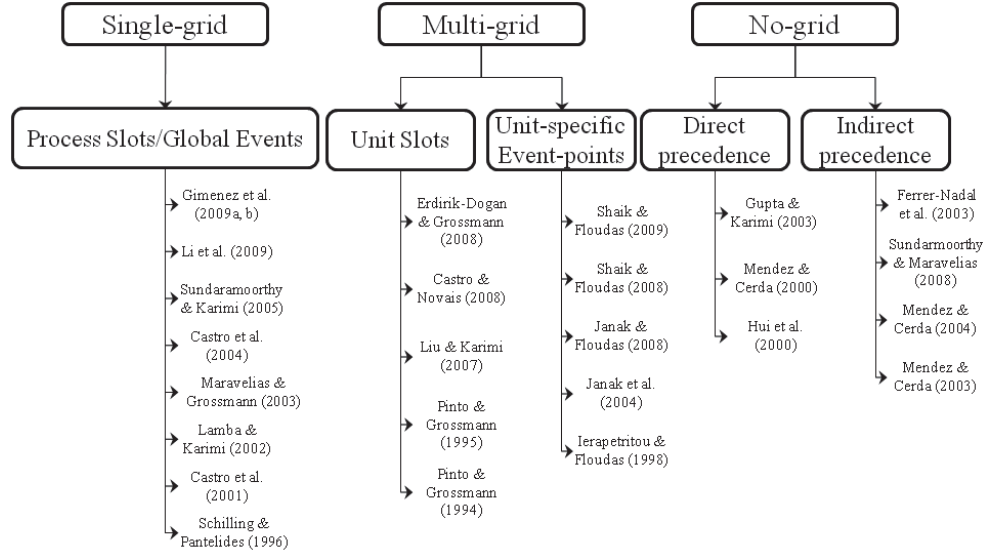 Single-grid
Multi-grid
No-grid
Process Slots/Global Events
Unit Slots
Unit-specific
Event-points
Direct
precedence
Indirect
precedence
Gimenez et al.
(2009a, b)
Li et al. (2009)
Sundaramoorthy
& Karimi (2005)
Castro et al.
(2004)
Maravelias &
Grossmann (2003)
Lamba &
Karimi (2002)
Castro et al.
(2001)
Schilling &
Pantelides (1996)
Erdirik-Dogan
& Grossmann
(2008)
Castro &
Novais (2008)
Liu & Karimi
(2007)
Pinto &
Grossmann
(1995)
Pinto &
Grossmann
(1994)
Shaik &
Floudas (2009)
Shaik &
Floudas (2008)
Janak &
Floudas (2008)
Janak et al.
(2004)
Ierapetritou &
Floudas (1998)
Gupta &
Karimi (2003)
Mendez &
Cerda (2000)
Hui et al.
(2000)
Ferrer-Nadal
et al. (2003)
Sundarmoorthy
& Maravelias
(2008)
Mendez &
Cerda (2004)
Mendez &
Cerda (2003)